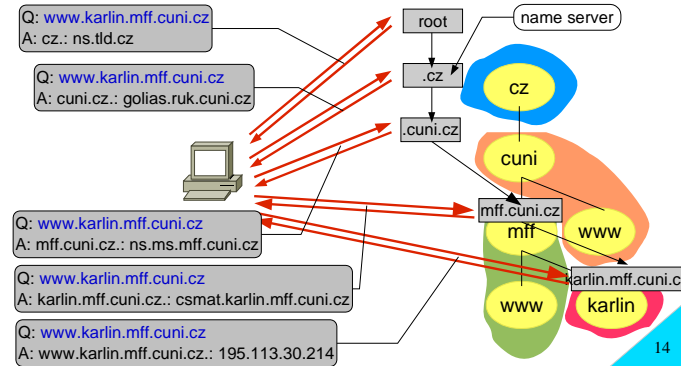 Q: www.karlin.mff.cuni.cz
A: cz.: ns.tld.cz
root
name server
Q: www.karlin.mff.cuni.cz
A: cuni.cz.: golias.ruk.cuni.cz
.cz
cz
.cuni.cz
cuni
Q: www.karlin.mff.cuni.cz
A: mff.cuni.cz.: ns.ms.mff.cuni.cz
mff.cuni.cz
mff
www
Q: www.karlin.mff.cuni.cz
A: karlin.mff.cuni.cz.: csmat.karlin.mff.cuni.cz
karlin.mff.cuni.c
www
karlin
Q: www.karlin.mff.cuni.cz
A: www.karlin.mff.cuni.cz.: 195.113.30.214
14